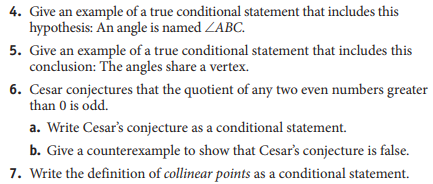 4. Give an example of a true conditional statement that includes this
hypothesis: An angle is named ∠ABC.
5. Give an example of a true conditional statement that includes this
conclusion: The angles share a vertex.
6. Cesar conjectures that the quotient of any two even numbers greater
than 0 is odd.
a. Write Cesar's conjecture as a conditional statement.
b. Give a counterexample to show that Cesar's conjecture is false.
7. Write the definition of collinear points as a conditional statement.